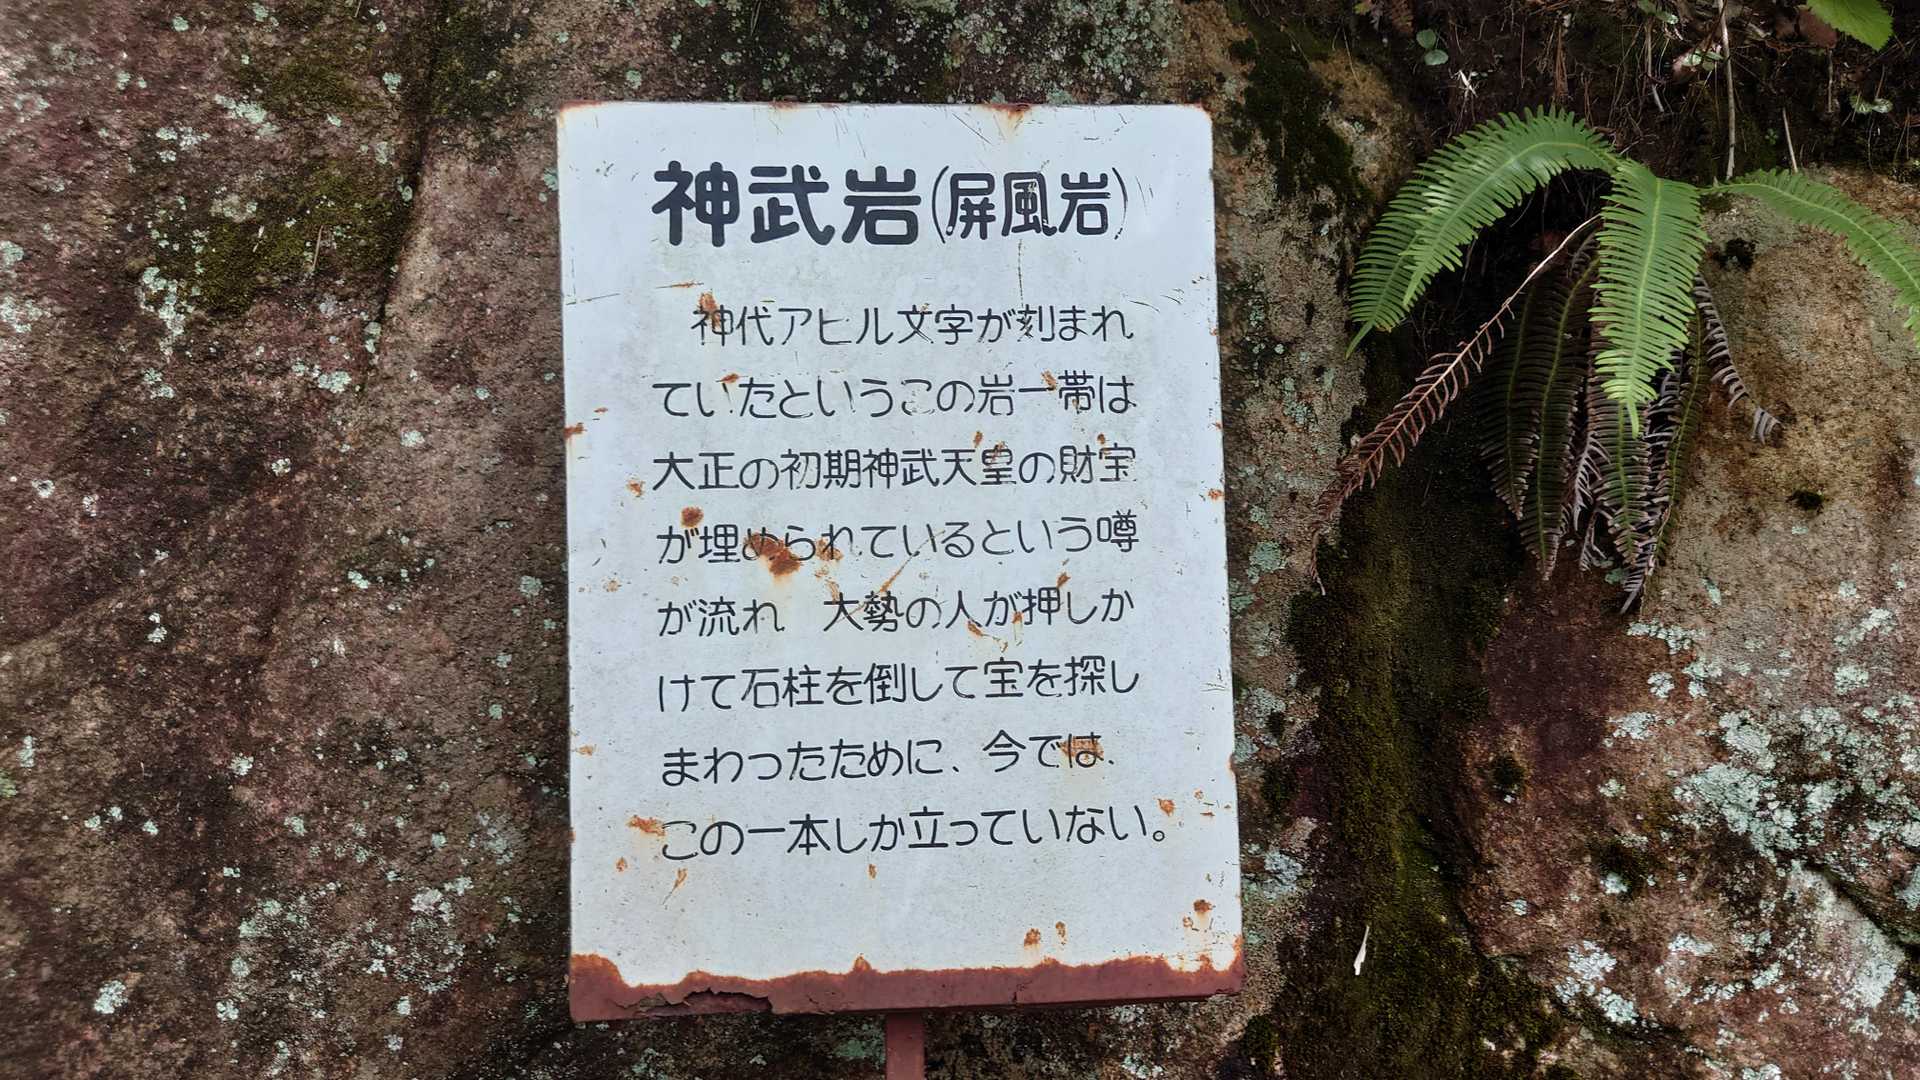 神武岩(屏風岩)
神代アヒル文字が刻まれ
ていたというこの岩一帯は
大正の初期神武天皇の財宝
が埋められているという噂
が流れ　大勢の人が押しか
けて石柱を倒して宝を探し
まわったために、今では、
この一本しか立っていない。